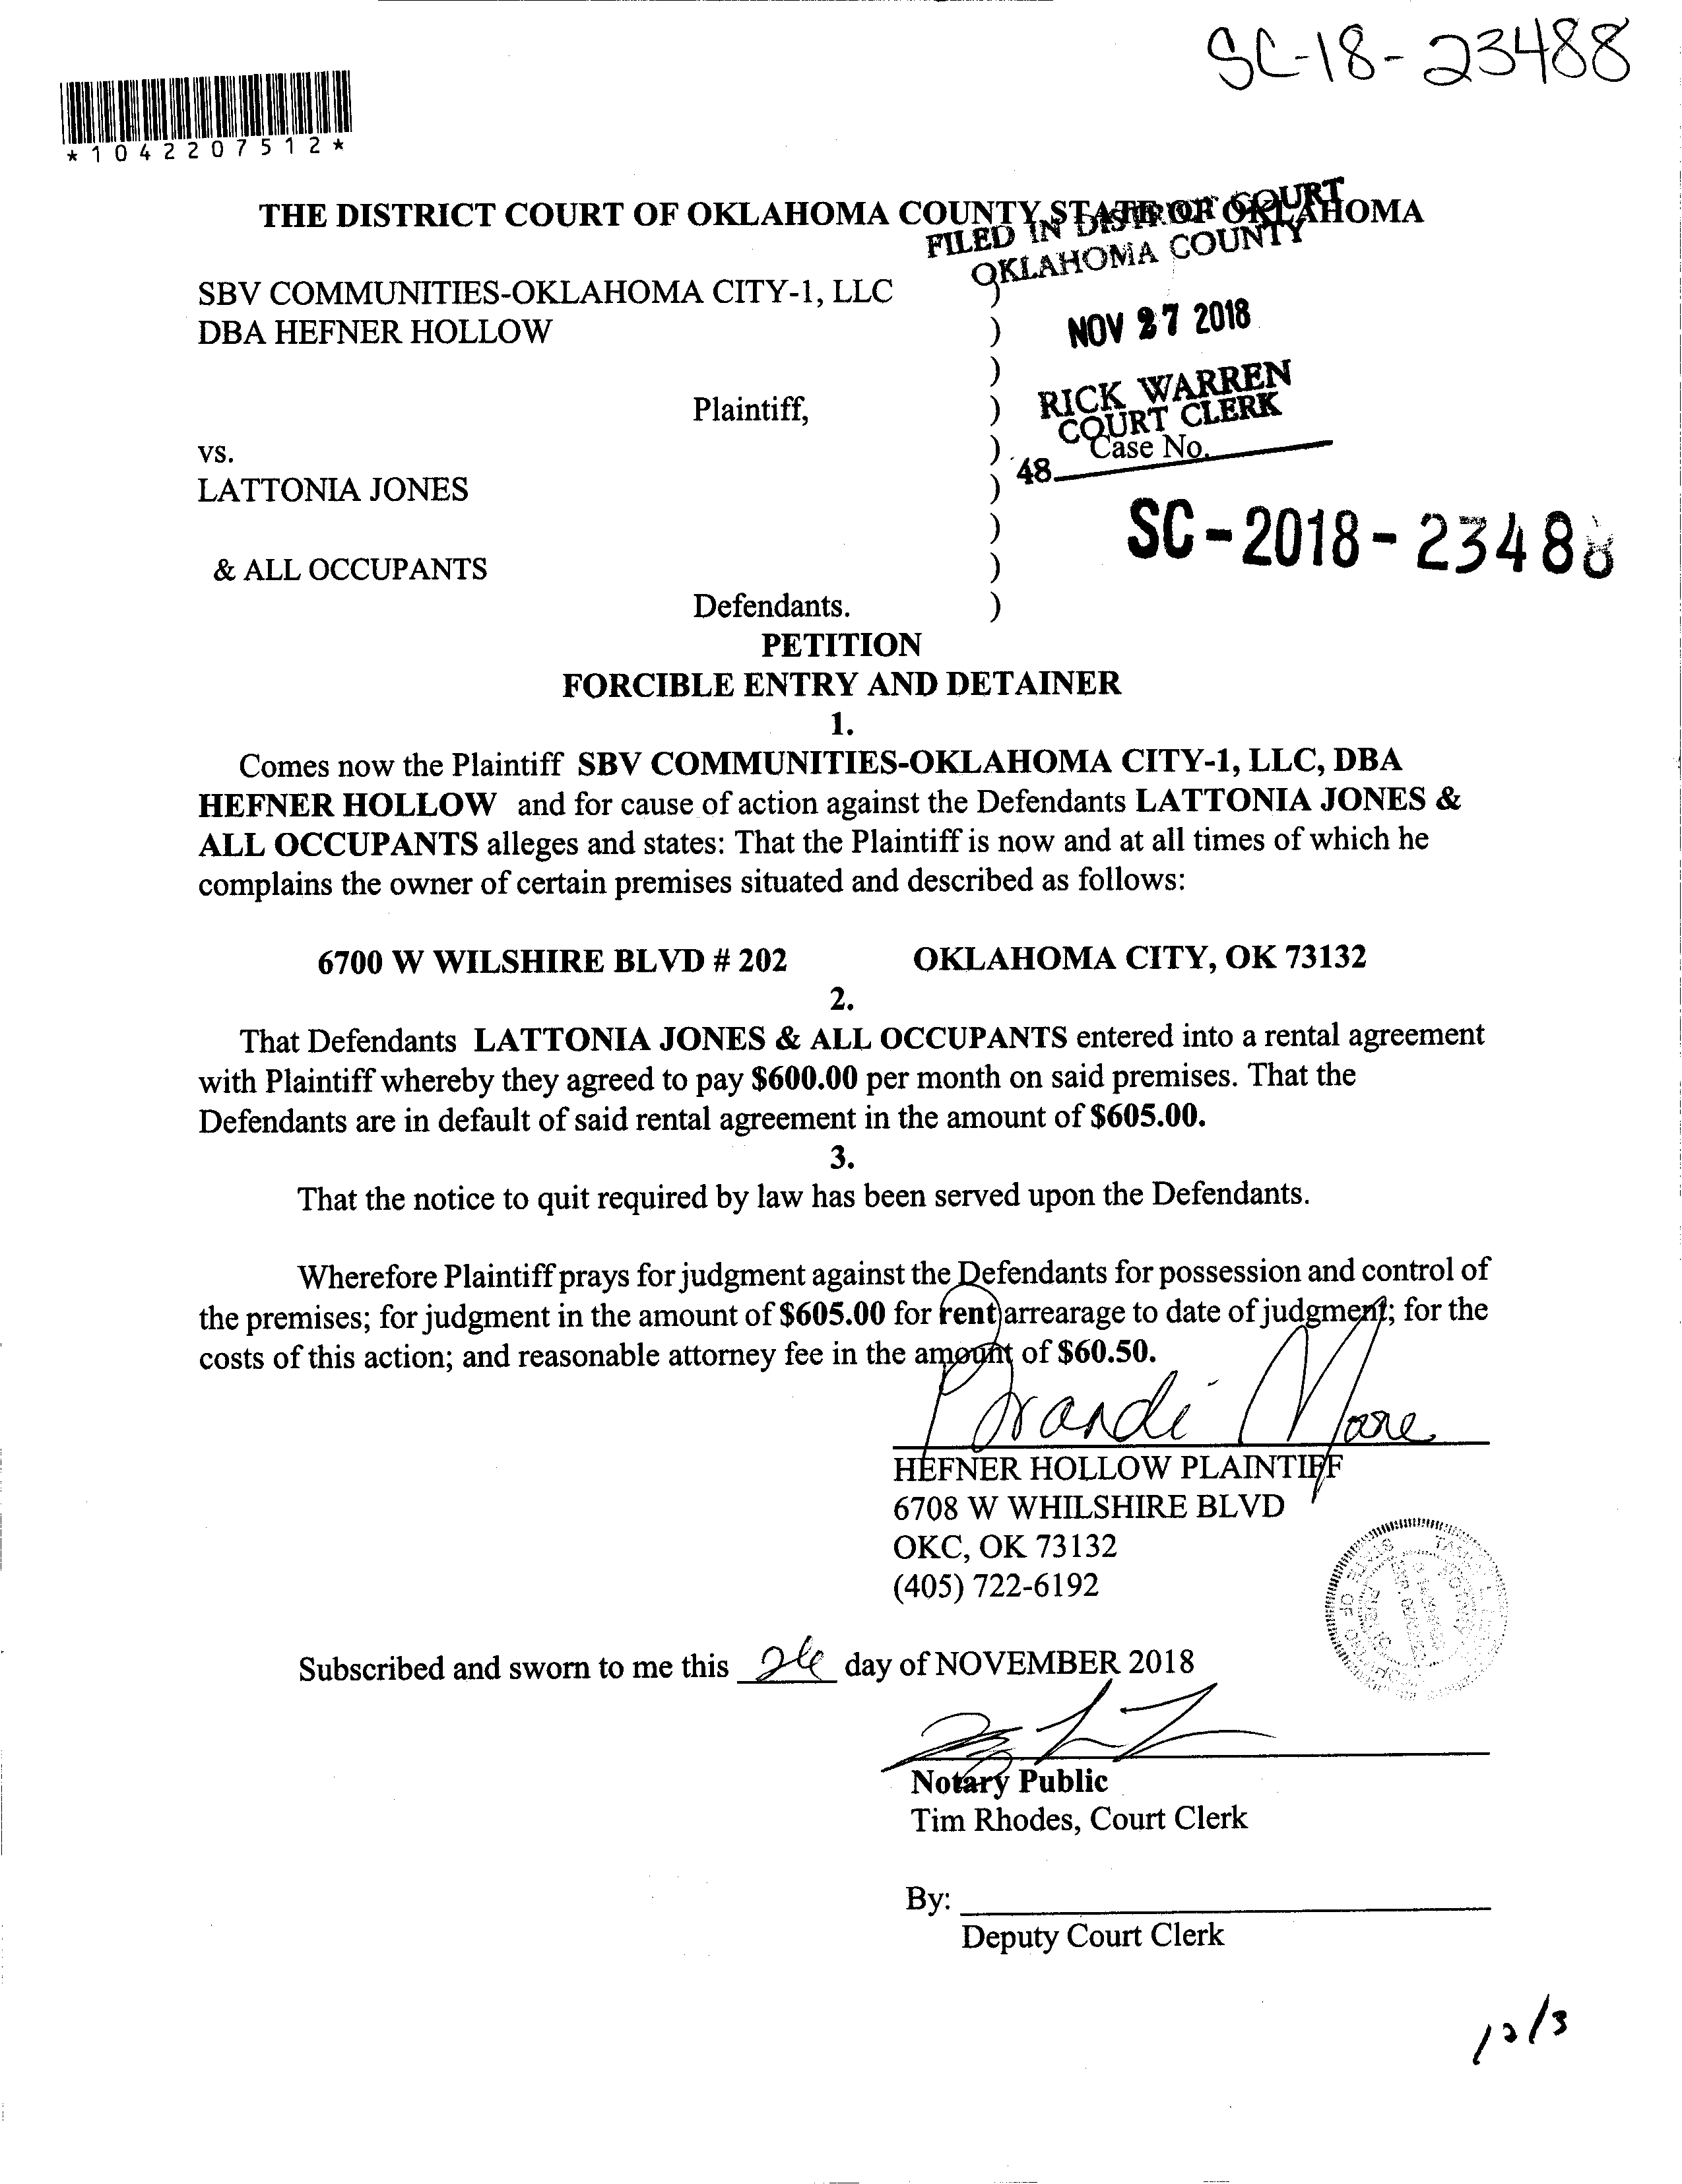 SC-18-23488
*1042207512*
THE DISTRICT COURT OF OKLAHOMA COUNTY STATE OF OKLAHOMA
FILED IN DISTRICT COURT
OKLAHOMA COUNTY
SBV COMMUNITIES-OKLAHOMA CITY-1, LLC )
DBA HEFNER HOLLOW )
NOV 27 2018
)
RICK WARREN
COURT CLERK
Plaintiff, )
Case No.
vs. )
48
LATTONIA JONES )
SC-2018-23488
)
& ALL OCCUPANTS )
Defendants. )
PETITION
FORCIBLE ENTRY AND DETAINER
1.
Comes now the Plaintiff SBV COMMUNITIES-OKLAHOMA CITY-1, LLC, DBA
HEFNER HOLLOW and for cause of action against the Defendants LATTONIA JONES &
ALL OCCUPANTS alleges and states: That the Plaintiff is now and at all times of which he
complains the owner of certain premises situated and described as follows:
6700 W WILSHIRE BLVD # 202 OKLAHOMA CITY, OK 73132
2.
That Defendants LATTONIA JONES & ALL OCCUPANTS entered into a rental agreement
with Plaintiff whereby they agreed to pay $600.00 per month on said premises. That the
Defendants are in default of said rental agreement in the amount of $605.00.
3.
That the notice to quit required by law has been served upon the Defendants.
Wherefore Plaintiff prays for judgment against the Defendants for possession and control of
the premises; for judgment in the amount of $605.00 for rent arrearage to date of judgment; for the
costs of this action; and reasonable attorney fee in the amount of $60.50.
Brandi Moore
HEFNER HOLLOW PLAINTIFF
6708 W WHILSHIRE BLVD
OKC, OK 73132
(405) 722-6192
Subscribed and sworn to me this 26 day of NOVEMBER 2018
Notary Public
Tim Rhodes, Court Clerk
By:
Deputy Court Clerk
12/3